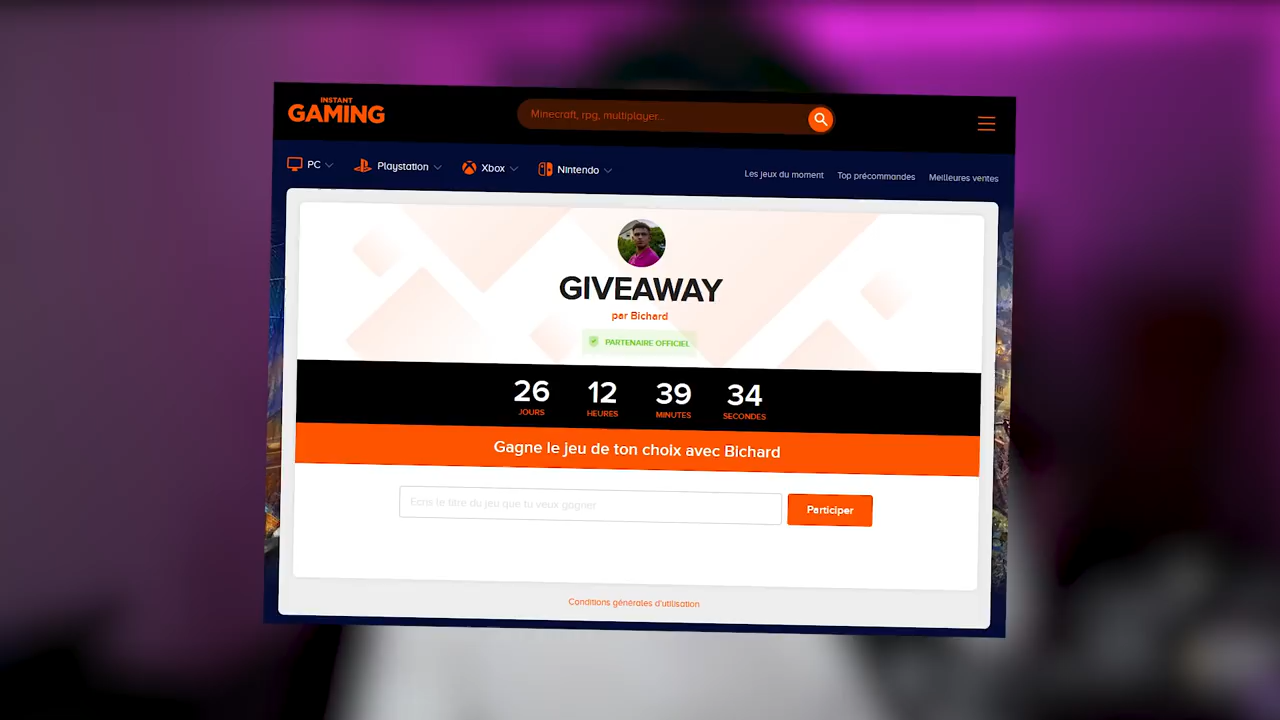 INSTANT
GAMING
Minecraft, rpg, multiplayer...
PC
Playstation
Xbox
Nintendo
Les jeux du moment
Top précommandes
Meilleures ventes
GIVEAWAY
par Bichard
PARTENAIRE OFFICIEL
26 12 39 34
JOURS HEURES MINUTES SECONDES
Gagne le jeu de ton choix avec Bichard
Ecris le titre du jeu que tu veux gagner
Participer
Conditions générales d'utilisation